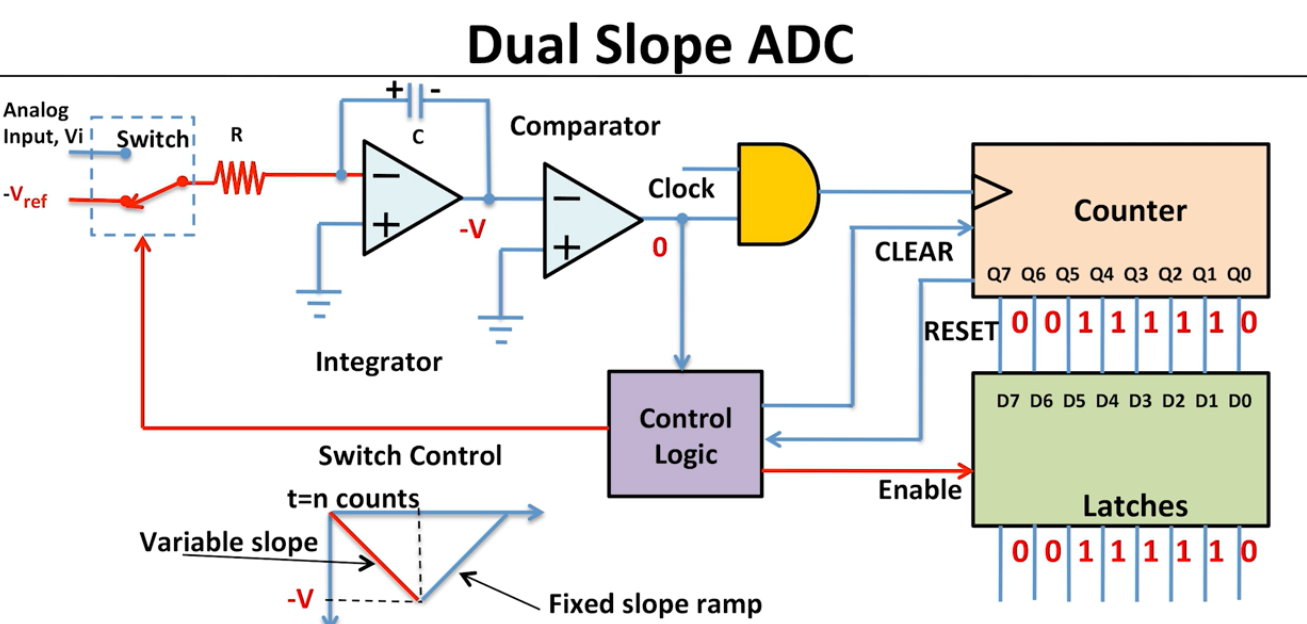 Dual Slope ADC
Analog
Input, Vi
Switch
R
+ -
C
Comparator
-Vref
−
+
-V
−
+
Clock
0
Counter
CLEAR
Q7 Q6 Q5 Q4 Q3 Q2 Q1 Q0
RESET
0 0 1 1 1 1 1 0
Integrator
Control
Logic
D7 D6 D5 D4 D3 D2 D1 D0
Switch Control
Enable
Latches
t=n counts
Variable slope
-V
Fixed slope ramp
0 0 1 1 1 1 1 0